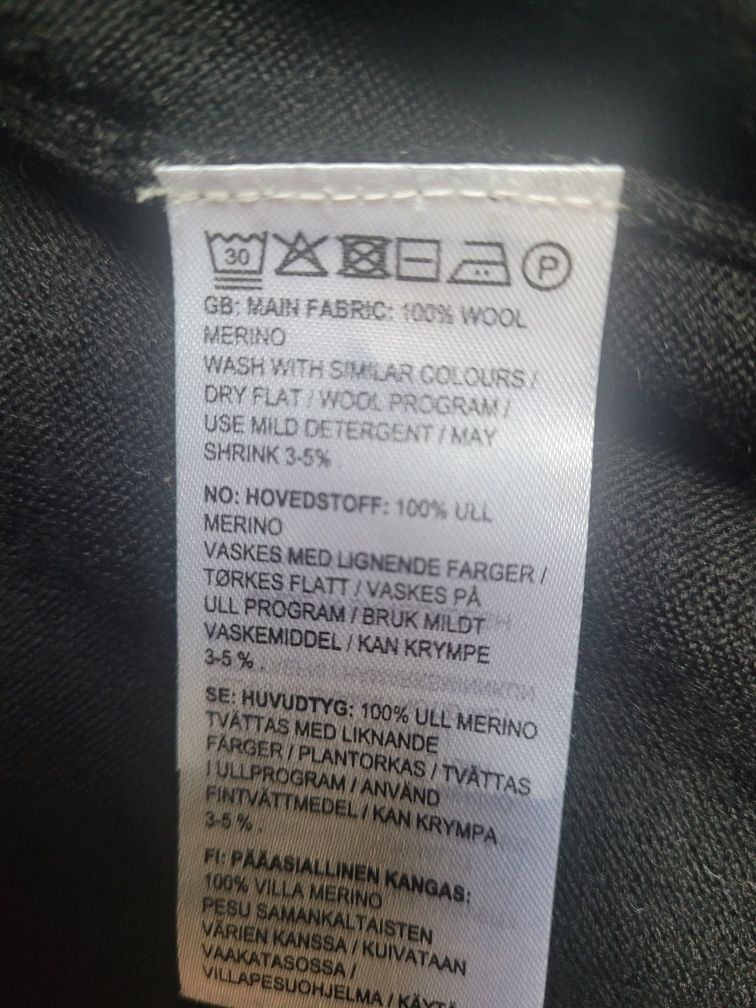 30
P
GB: MAIN FABRIC: 100% WOOL
MERINO
WASH WITH SIMILAR COLOURS /
DRY FLAT / WOOL PROGRAM /
USE MILD DETERGENT / MAY
SHRINK 3-5% .
NO: HOVEDSTOFF: 100% ULL
MERINO
VASKES MED LIGNENDE FARGER /
TØRKES FLATT / VASKES PÅ
ULL PROGRAM / BRUK MILDT
VASKEMIDDEL / KAN KRYMPE
3-5 % .
SE: HUVUDTYG: 100% ULL MERINO
TVÄTTAS MED LIKNANDE
FÄRGER / PLANTORKAS / TVÄTTAS
I ULLPROGRAM / ANVÄND
FINTVÄTTMEDEL / KAN KRYMPA
3-5 % .
FI: PÄÄASIALLINEN KANGAS:
100% VILLA MERINO
PESU SAMANKALTAISTEN
VÄRIEN KANSSA / KUIVATAAN
VAAKATASOSSA /
VILLAPESUOHJELMA / KÄYTÄ